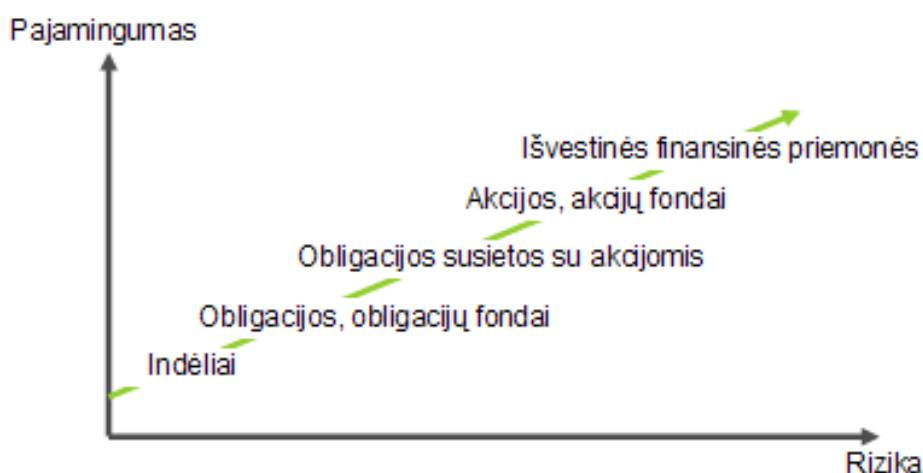 Pajamingumas
Išvestinės finansinės priemonės
Akcijos, akcijų fondai
Obligacijos susietos su akcijomis
Obligacijos, obligacijų fondai
Indėliai
Rizika